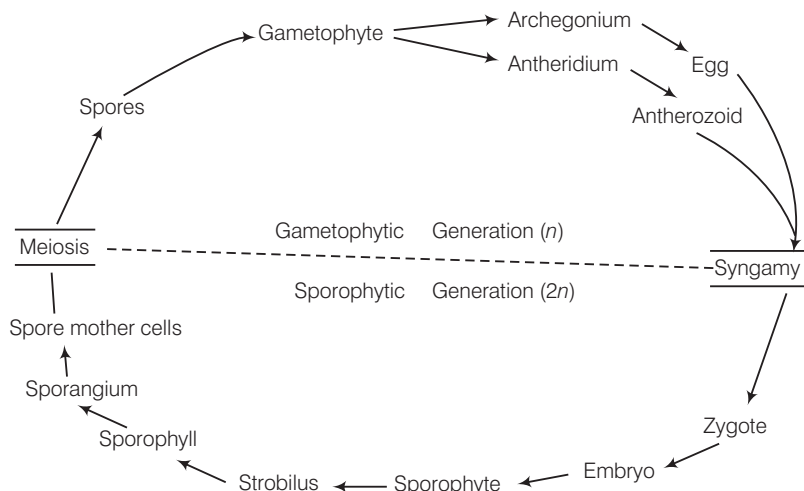 Gametophyte
Archegonium
Antheridium
Egg
Antherozoid
Spores
Meiosis
Gametophytic Generation (n)
Sporophytic Generation (2n)
Syngamy
Spore mother cells
Sporangium
Sporophyll
Strobilus
Sporophyte
Embryo
Zygote